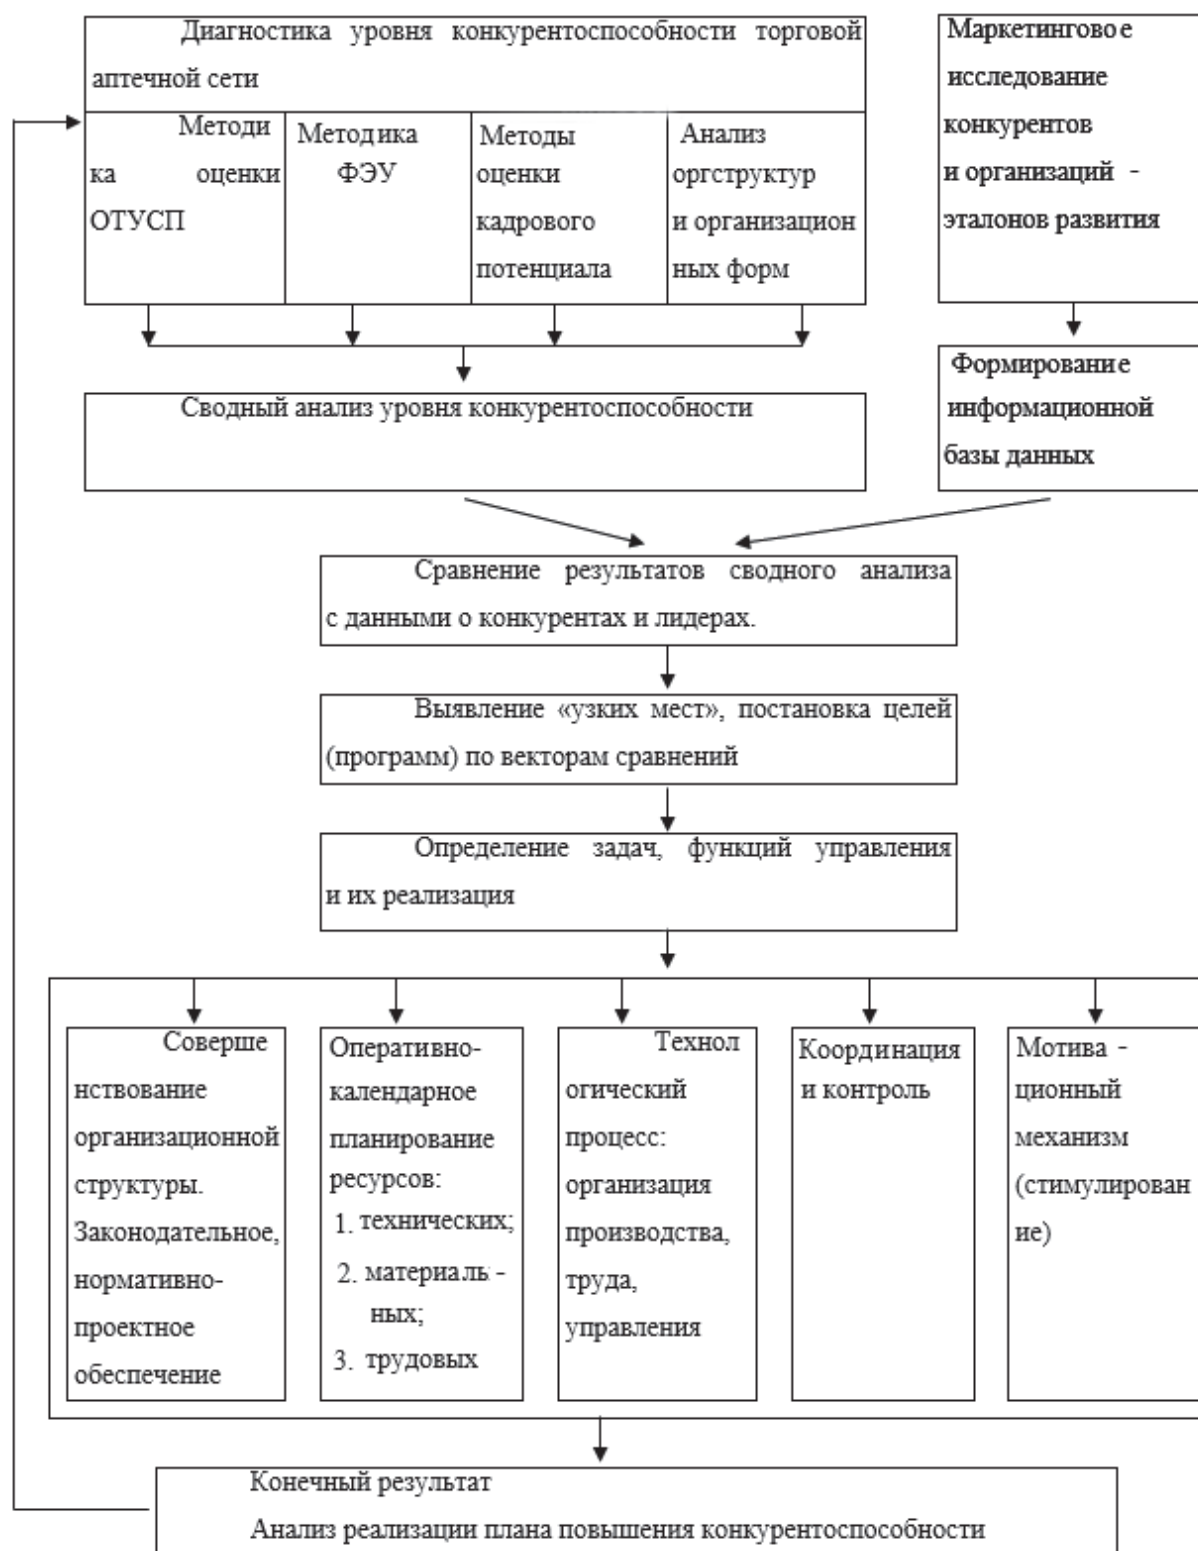 Диагностика уровня конкурентоспособности торговой
аптечной сети
Методи
ка оценки
ОТУСП
Методика
ФЭУ
Методы
оценки
кадрового
потенциала
Анализ
оргструктур
и организацион
ных форм
Маркетинговое
исследование
конкурентов
и организаций -
эталонов развития
Сводный анализ уровня конкурентоспособности
Формирование
информационной
базы данных
Сравнение результатов сводного анализа
с данными о конкурентах и лидерах.
Выявление «узких мест», постановка целей
(программ) по векторам сравнений
Определение задач, функций управления
и их реализация
Соверше
нствование
организационной
структуры.
Законодательное,
нормативно-
проектное
обеспечение
Оперативно-
календарное
планирование
ресурсов:
1. технических;
2. материаль-
ных;
3. трудовых
Технол
огический
процесс:
организация
производства,
труда,
управления
Координация
и контроль
Мотива -
ционный
механизм
(стимулирован
ие)
Конечный результат
Анализ реализации плана повышения конкурентоспособности